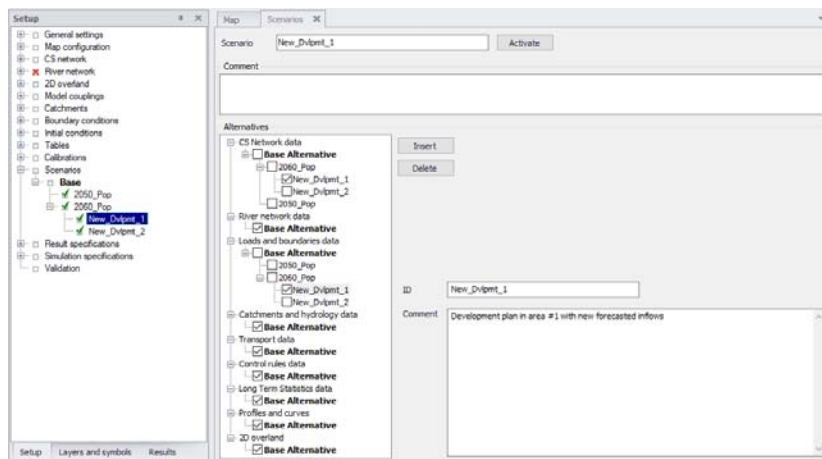 Setup
General settings
Map configuration
CS network
River network
2D overland
Model couplings
Catchments
Boundary conditions
Initial conditions
Tables
Calibrations
Scenarios
Base
2050_Pop
2060_Pop
New_Dvlpmt_1
New_Dvlpmt_2
Result specifications
Simulation specifications
Validation
Setup Layers and symbols Results
Map Scenarios
Scenario New_Dvlpmt_1 Activate
Comment
Alternatives
CS Network data
Base Alternative
2060_Pop
New_Dvlpmt_1
New_Dvlpmt_2
2050_Pop
River network data
Base Alternative
Loads and boundaries data
Base Alternative
2050_Pop
2060_Pop
New_Dvlpmt_1
New_Dvlpmt_2
Catchments and hydrology data
Base Alternative
Transport data
Base Alternative
Control rules data
Base Alternative
Long Term Statistics data
Base Alternative
Profiles and curves
Base Alternative
2D overland
Base Alternative
Insert
Delete
ID New_Dvlpmt_1
Comment Development plan in area #1 with new forecasted inflows